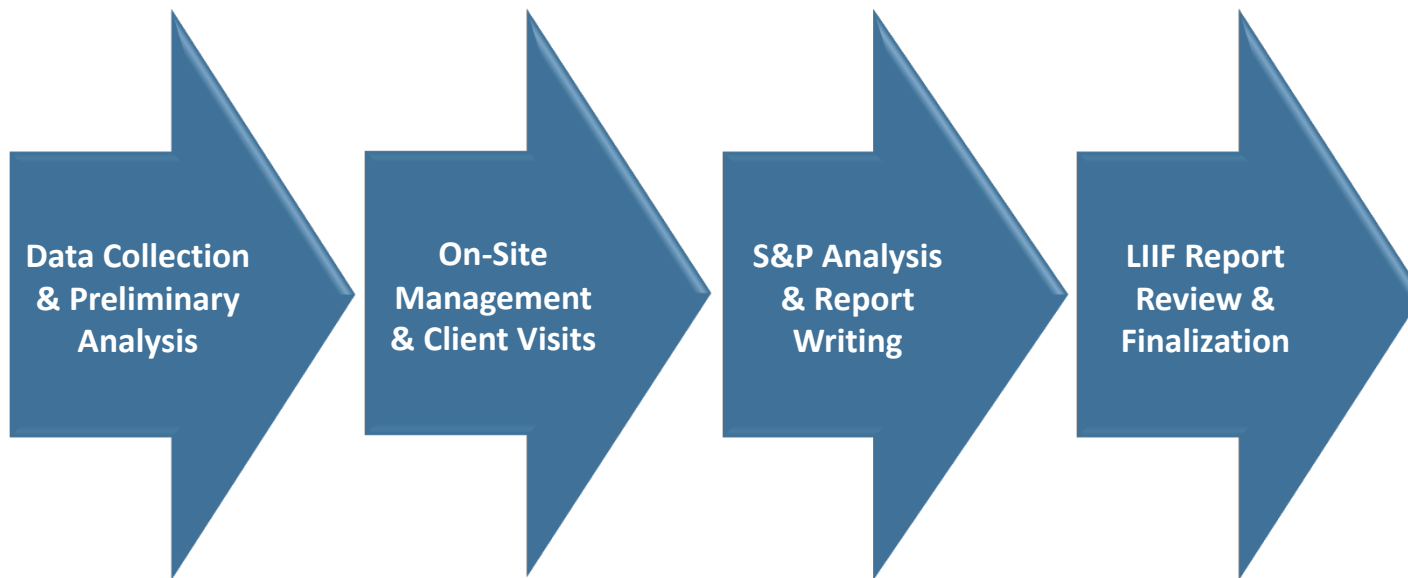 Data Collection
& Preliminary
Analysis
On-Site
Management
& Client Visits
S&P Analysis
& Report
Writing
LIIF Report
Review &
Finalization